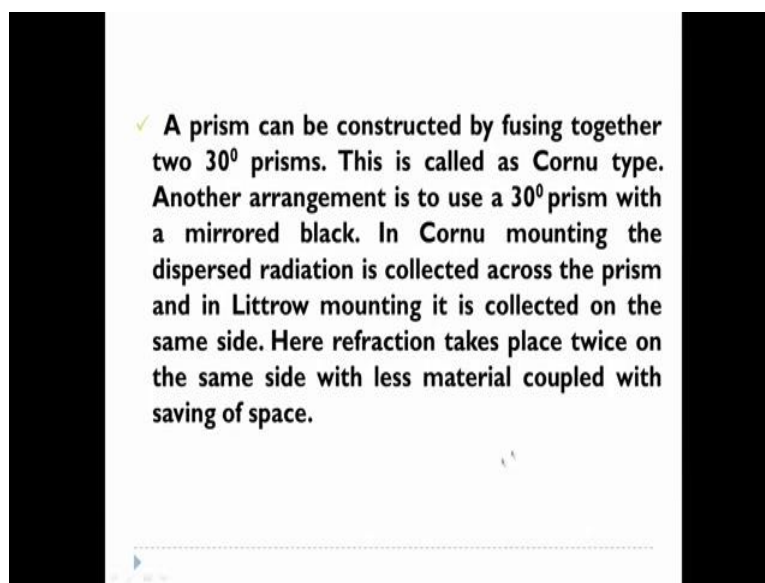 ✓ A prism can be constructed by fusing together
two 30⁰ prisms. This is called as Cornu type.
Another arrangement is to use a 30⁰ prism with
a mirrored black. In Cornu mounting the
dispersed radiation is collected across the prism
and in Littrow mounting it is collected on the
same side. Here refraction takes place twice on
the same side with less material coupled with
saving of space.